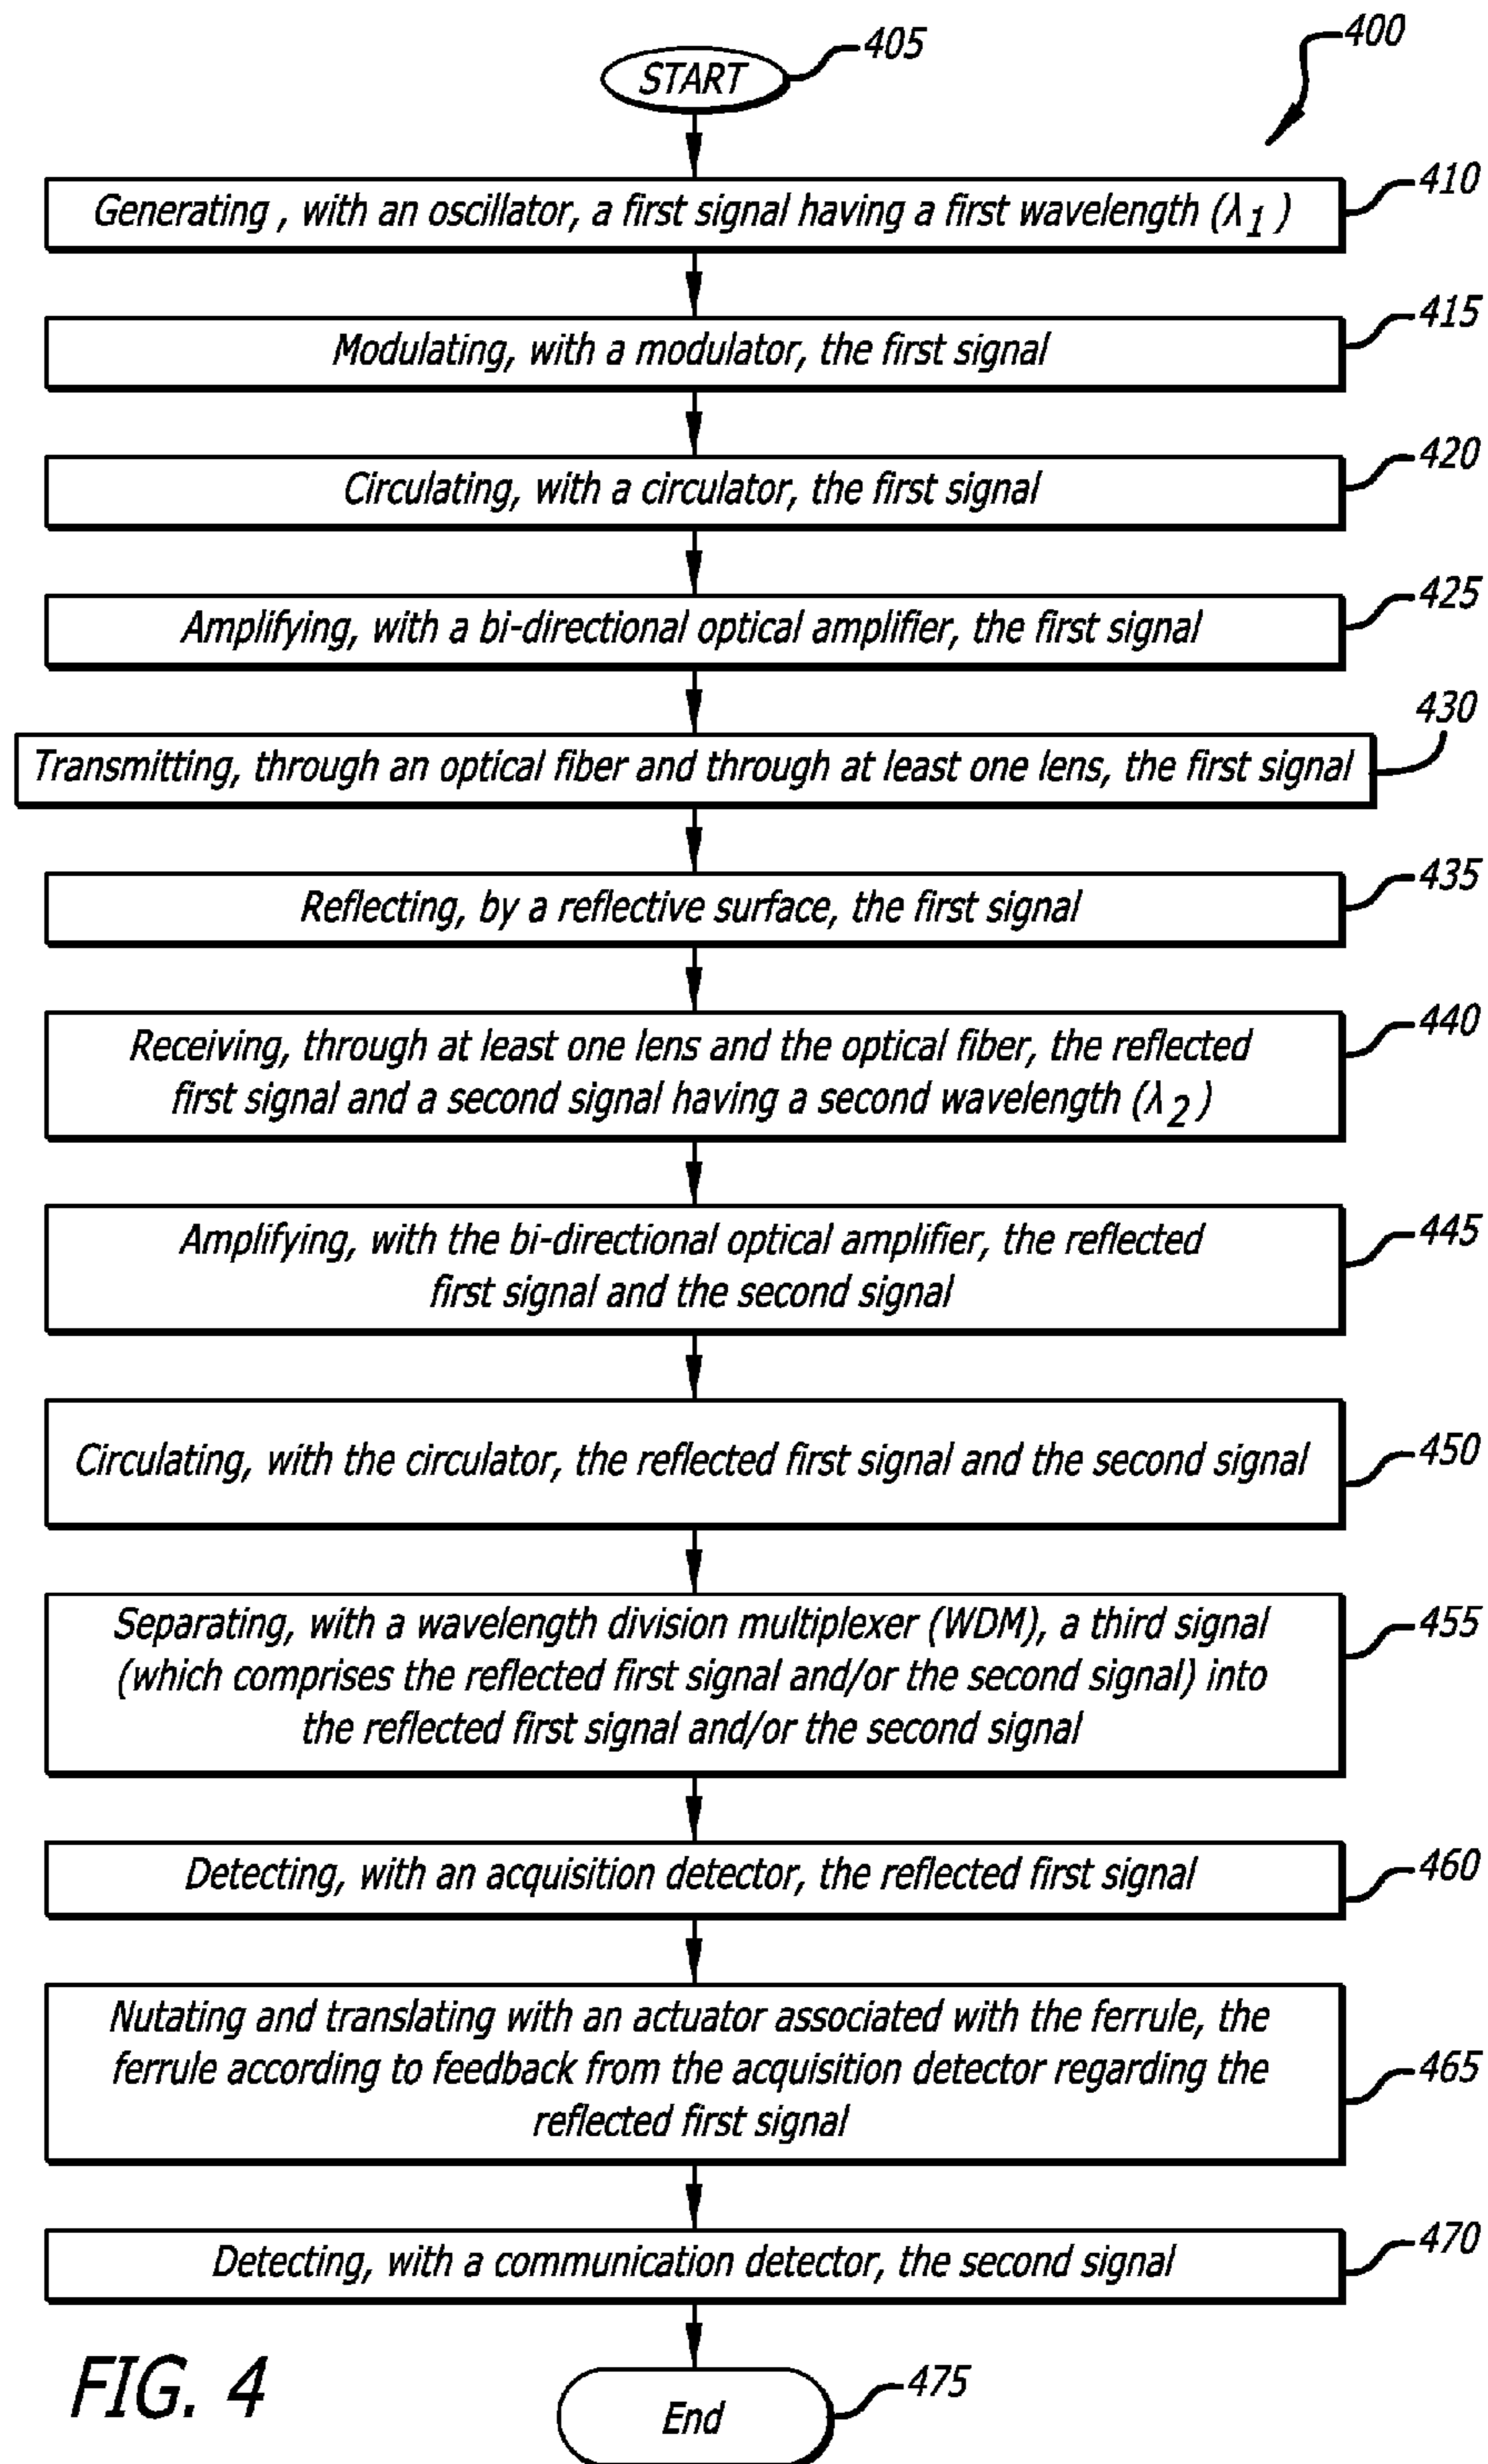 400
START
405
Generating , with an oscillator, a first signal having a first wavelength (λ1 )
410
Modulating, with a modulator, the first signal
415
Circulating, with a circulator, the first signal
420
Amplifying, with a bi-directional optical amplifier, the first signal
425
Transmitting, through an optical fiber and through at least one lens, the first signal
430
Reflecting, by a reflective surface, the first signal
435
Receiving, through at least one lens and the optical fiber, the reflected
first signal and a second signal having a second wavelength (λ2 )
440
Amplifying, with the bi-directional optical amplifier, the reflected
first signal and the second signal
445
Circulating, with the circulator, the reflected first signal and the second signal
450
Separating, with a wavelength division multiplexer (WDM), a third signal
(which comprises the reflected first signal and/or the second signal) into
the reflected first signal and/or the second signal
455
Detecting, with an acquisition detector, the reflected first signal
460
Nutating and translating with an actuator associated with the ferrule, the
ferrule according to feedback from the acquisition detector regarding the
reflected first signal
465
Detecting, with a communication detector, the second signal
470
End
475
FIG. 4